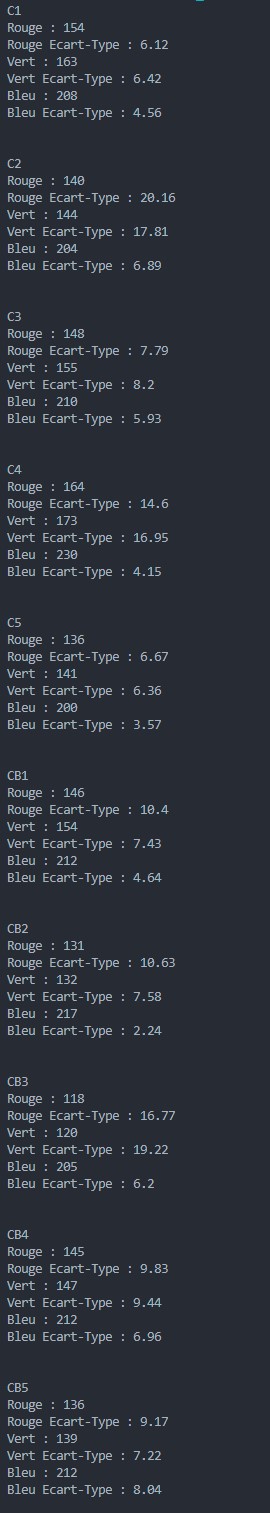 C1
Rouge : 154
Rouge Ecart-Type : 6.12
Vert : 163
Vert Ecart-Type : 6.42
Bleu : 208
Bleu Ecart-Type : 4.56
C2
Rouge : 140
Rouge Ecart-Type : 20.16
Vert : 144
Vert Ecart-Type : 17.81
Bleu : 204
Bleu Ecart-Type : 6.89
C3
Rouge : 148
Rouge Ecart-Type : 7.79
Vert : 155
Vert Ecart-Type : 8.2
Bleu : 210
Bleu Ecart-Type : 5.93
C4
Rouge : 164
Rouge Ecart-Type : 14.6
Vert : 173
Vert Ecart-Type : 16.95
Bleu : 230
Bleu Ecart-Type : 4.15
C5
Rouge : 136
Rouge Ecart-Type : 6.67
Vert : 141
Vert Ecart-Type : 6.36
Bleu : 200
Bleu Ecart-Type : 3.57
CB1
Rouge : 146
Rouge Ecart-Type : 10.4
Vert : 154
Vert Ecart-Type : 7.43
Bleu : 212
Bleu Ecart-Type : 4.64
CB2
Rouge : 131
Rouge Ecart-Type : 10.63
Vert : 132
Vert Ecart-Type : 7.58
Bleu : 217
Bleu Ecart-Type : 2.24
CB3
Rouge : 118
Rouge Ecart-Type : 16.77
Vert : 120
Vert Ecart-Type : 19.22
Bleu : 205
Bleu Ecart-Type : 6.2
CB4
Rouge : 145
Rouge Ecart-Type : 9.83
Vert : 147
Vert Ecart-Type : 9.44
Bleu : 212
Bleu Ecart-Type : 6.96
CB5
Rouge : 136
Rouge Ecart-Type : 9.17
Vert : 139
Vert Ecart-Type : 7.22
Bleu : 212
Bleu Ecart-Type : 8.04